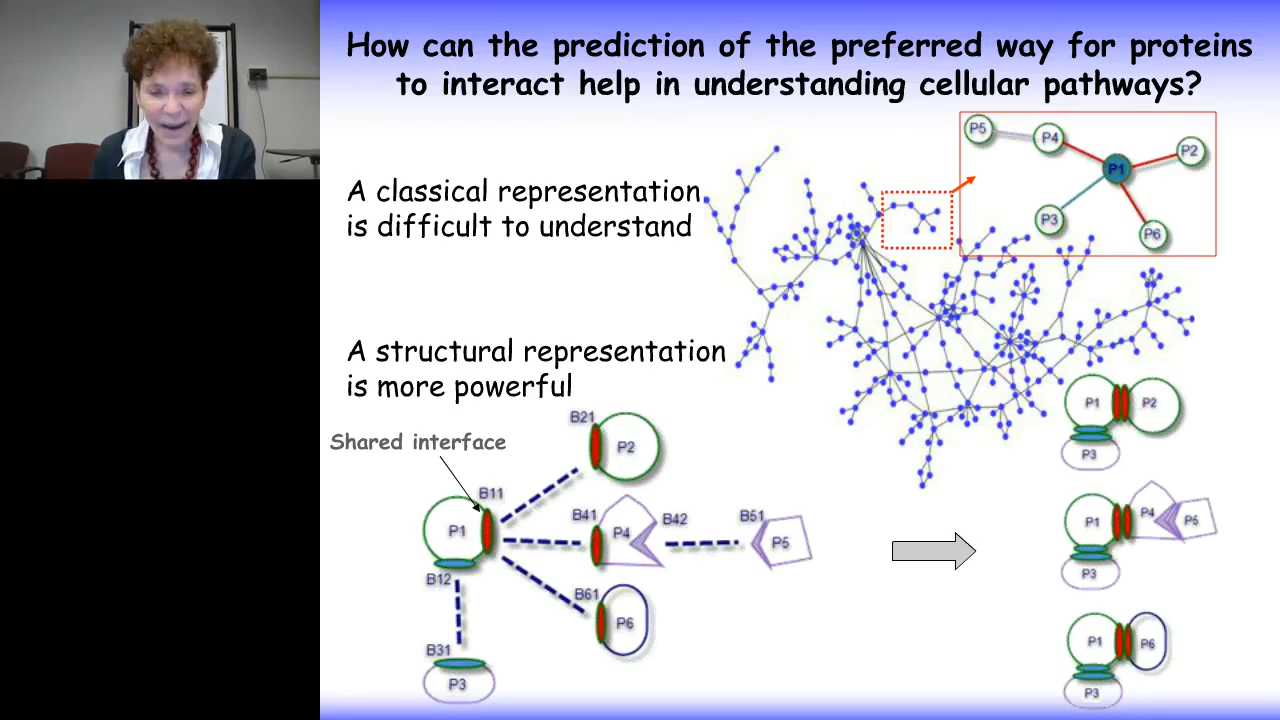 How can the prediction of the preferred way for proteins
to interact help in understanding cellular pathways?
A classical representation
is difficult to understand
P5
P4
P2
P1
P3
P6
A structural representation
is more powerful
Shared interface
B21
P2
B11
P1
B41
P4
B42
B51
P5
B12
B61
P6
B31
P3
P1
P2
P3
P1
P4
P5
P3
P1
P6
P3